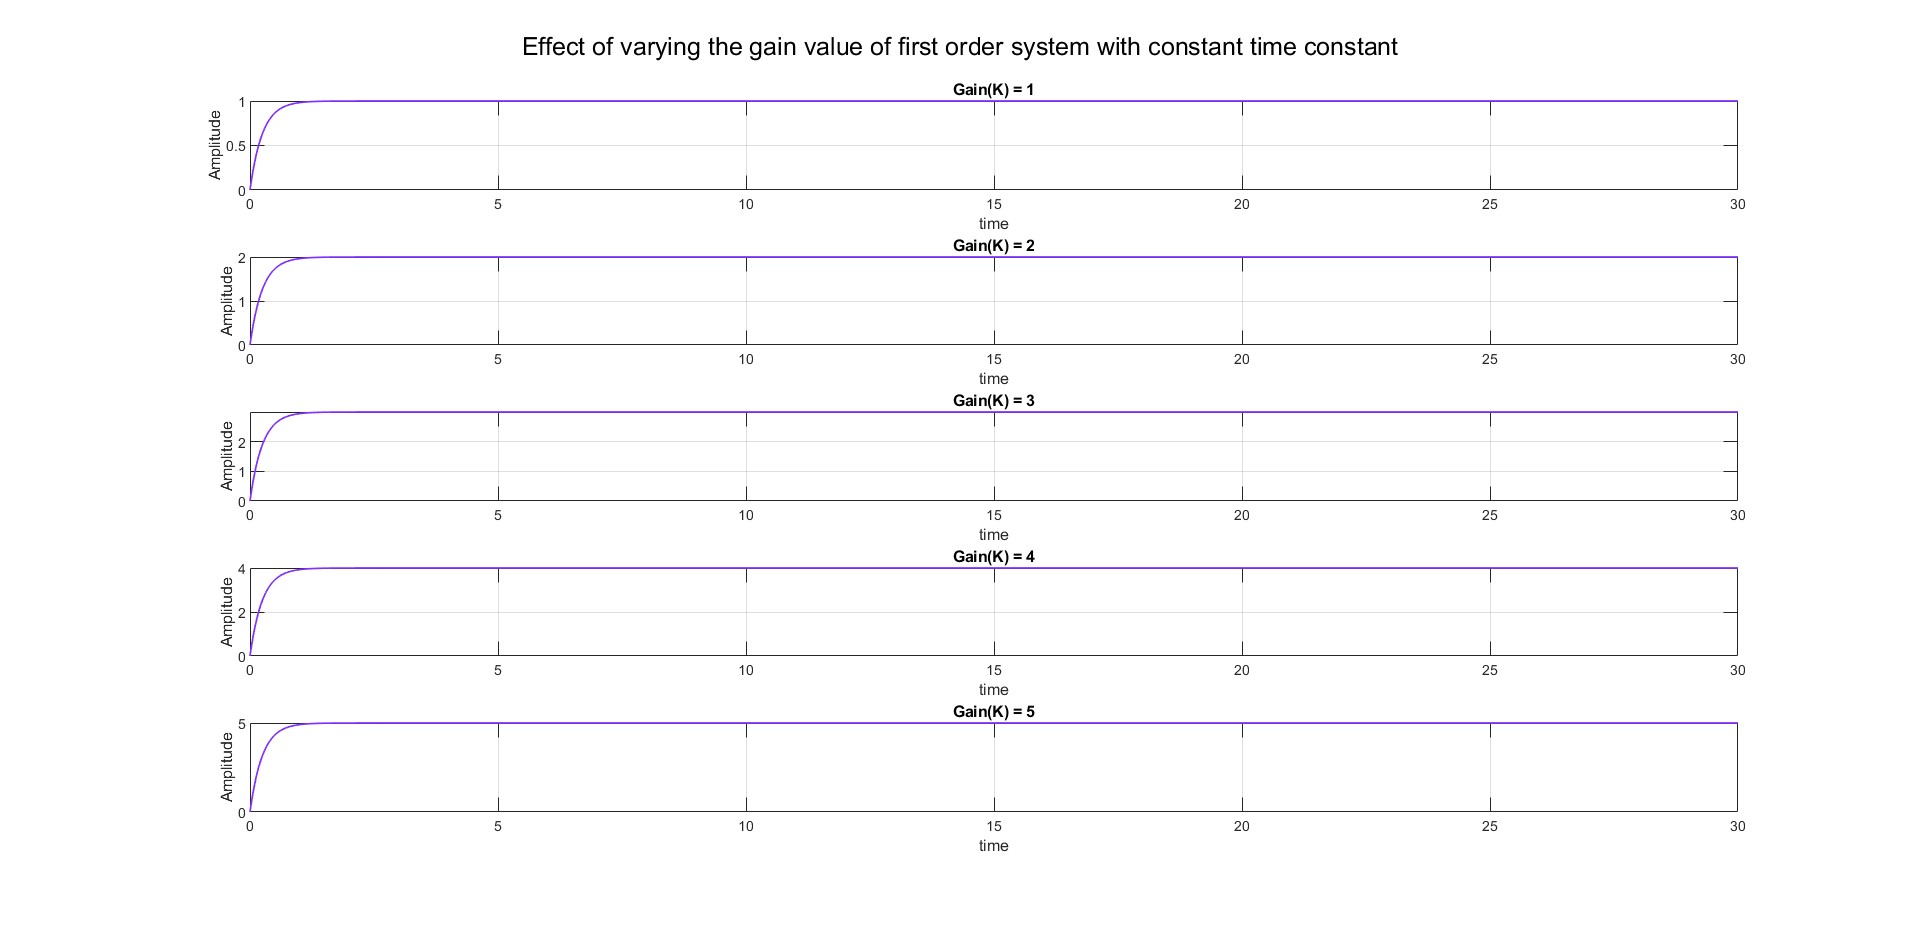 Effect of varying the gain value of first order system with constant time constant
Gain(K) = 1
Amplitude
1
0.5
0
0 5 10 15 20 25 30
time
Gain(K) = 2
Amplitude
2
1
0
0 5 10 15 20 25 30
time
Gain(K) = 3
Amplitude
2
1
0
0 5 10 15 20 25 30
time
Gain(K) = 4
Amplitude
4
2
0
0 5 10 15 20 25 30
time
Gain(K) = 5
Amplitude
5
0
0 5 10 15 20 25 30
time